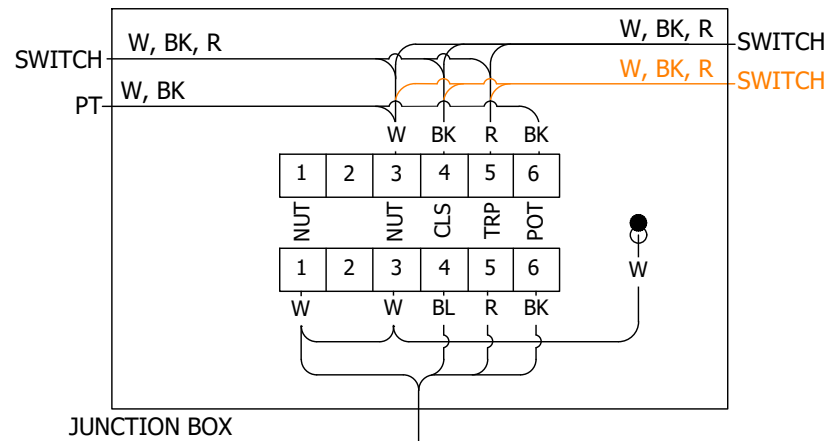 W, BK, R
W, BK, R
SWITCH
SWITCH
W, BK, R
SWITCH
W, BK
PT
W BK R BK
1 2 3 4 5 6
NUT NUT CLS TRP POT
1 2 3 4 5 6
W
W W BL R BK
JUNCTION BOX